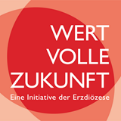 WERT
VOLLE
ZUKUNFT
Eine Initiative der Erzdiözese